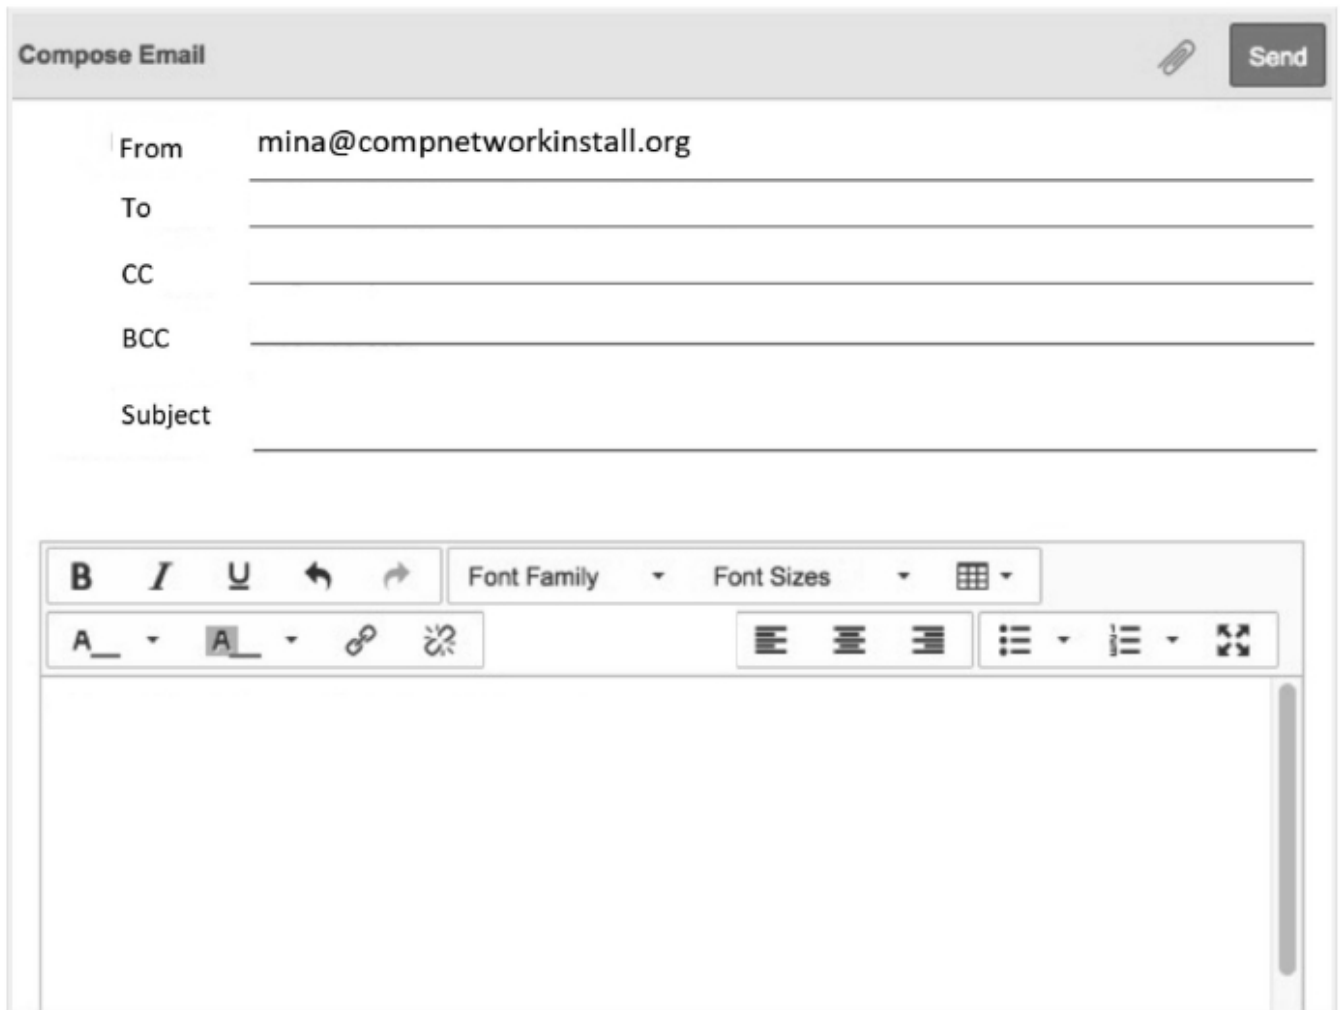 Compose Email
Send
From mina@compnetworkinstall.org
To
CC
BCC
Subject
B I U Font Family Font Sizes
A A